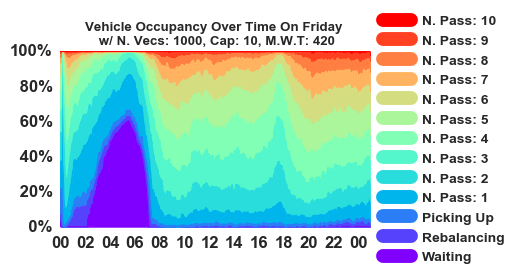 Vehicle Occupancy Over Time On Friday
w/ N. Vecs: 1000, Cap: 10, M.W.T: 420
100%
80%
60%
40%
20%
0%
00 02 04 06 08 10 12 14 16 18 20 22 00
N. Pass: 10
N. Pass: 9
N. Pass: 8
N. Pass: 7
N. Pass: 6
N. Pass: 5
N. Pass: 4
N. Pass: 3
N. Pass: 2
N. Pass: 1
Picking Up
Rebalancing
Waiting